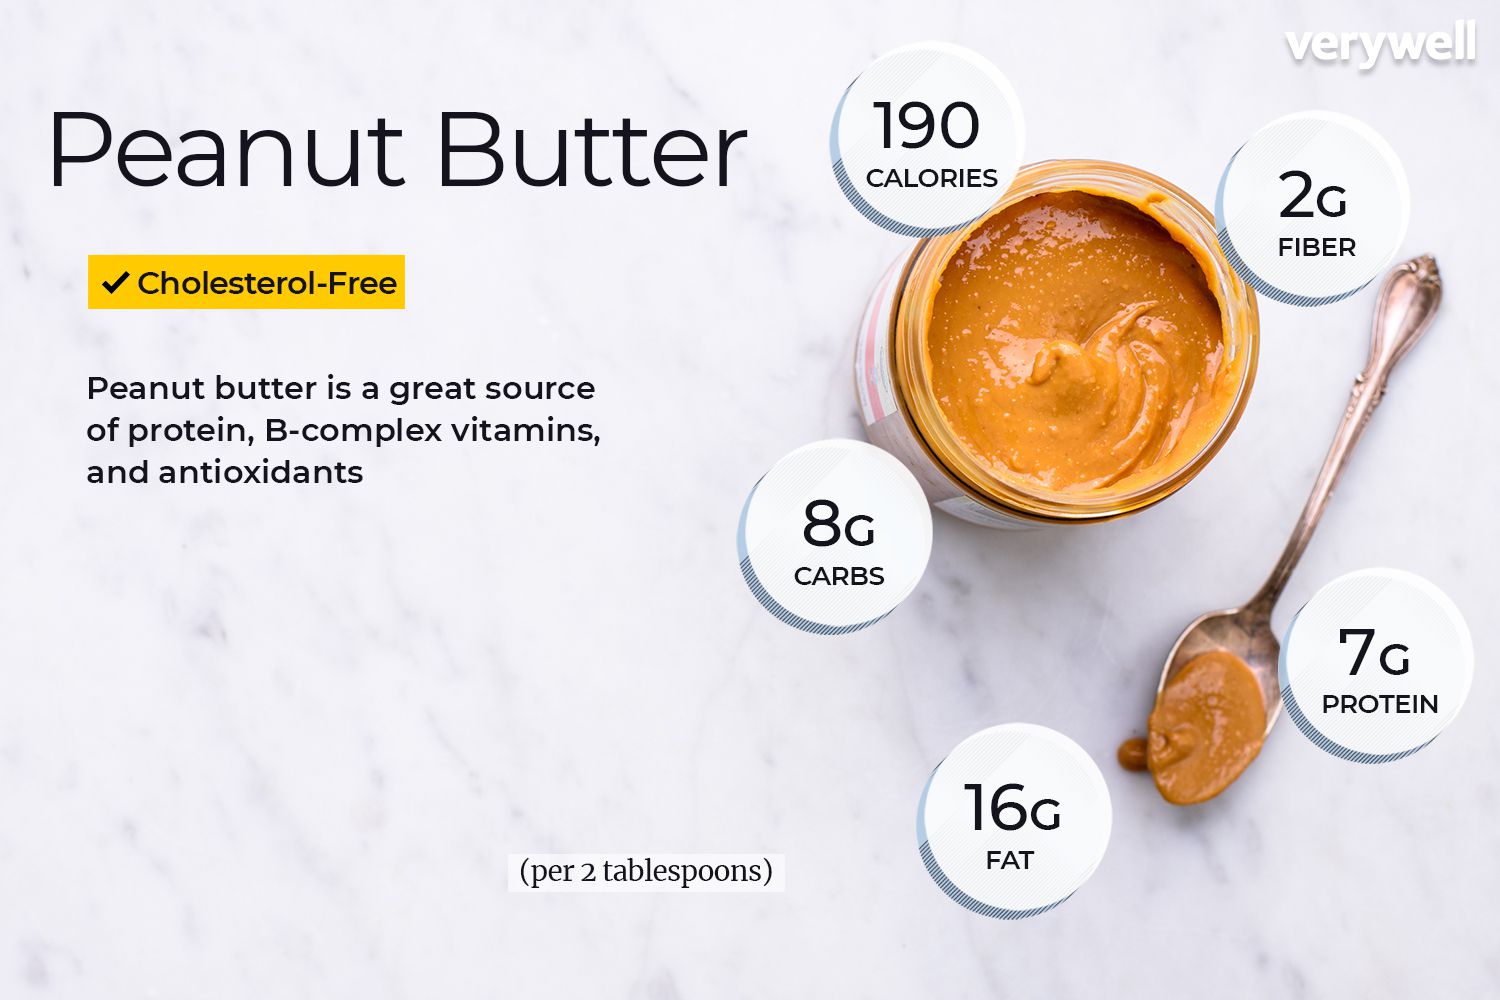 verywell
Peanut Butter
✓ Cholesterol-Free
Peanut butter is a great source
of protein, B-complex vitamins,
and antioxidants
190
CALORIES
2G
FIBER
8G
CARBS
7G
PROTEIN
16G
FAT
(per 2 tablespoons)